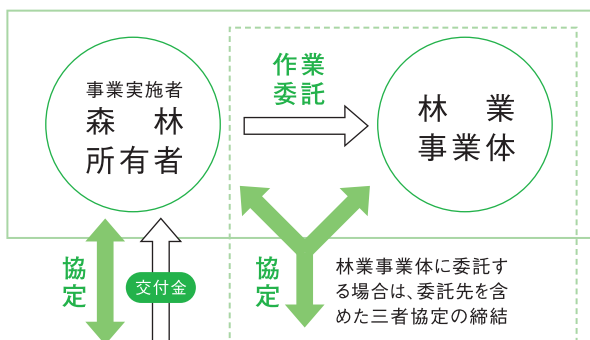 事業実施者
森林
所有者
作業
委託
林業
事業体
協定
交付金
協定
林業事業体に委託す
る場合は、委託先を含
めた三者協定の締結